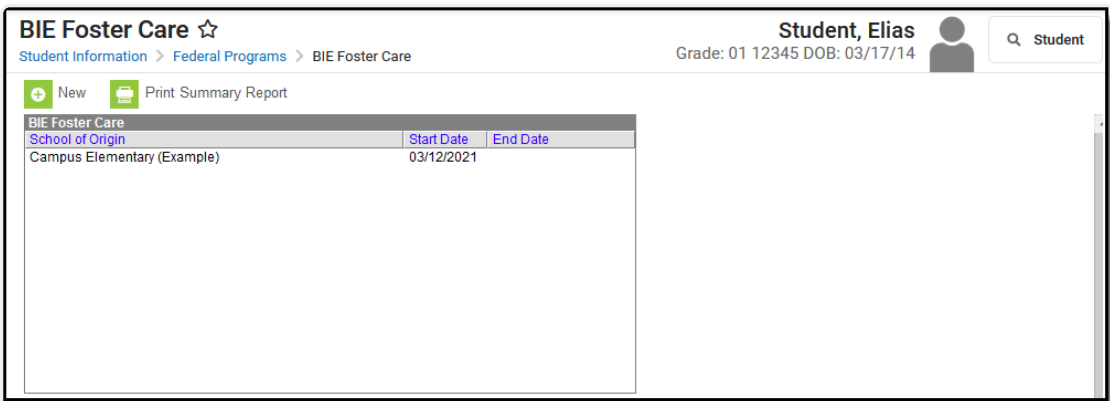 BIE Foster Care
Student Information > Federal Programs > BIE Foster Care
Student, Elias
Grade: 01 12345 DOB: 03/17/14
Student
New Print Summary Report
BIE Foster Care
School of Origin Start Date End Date
Campus Elementary (Example) 03/12/2021